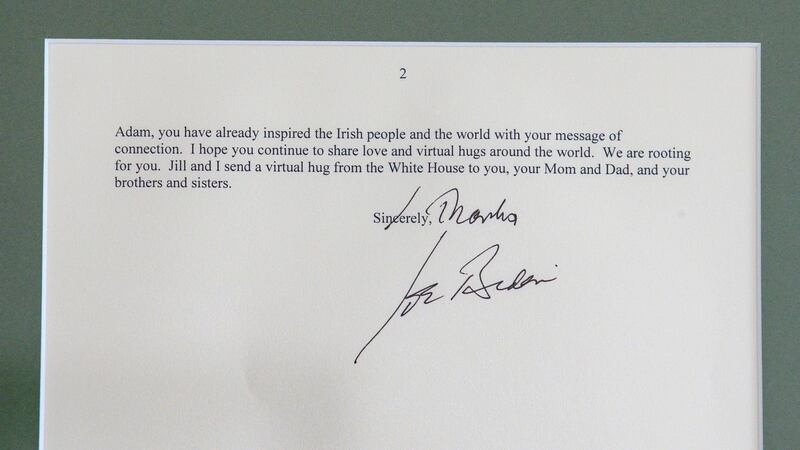 2
Adam, you have already inspired the Irish people and the world with your message of
connection. I hope you continue to share love and virtual hugs around the world. We are rooting
for you. Jill and I send a virtual hug from the White House to you, your Mom and Dad, and your
brothers and sisters.
Sincerely, Thanks
Joe Biden